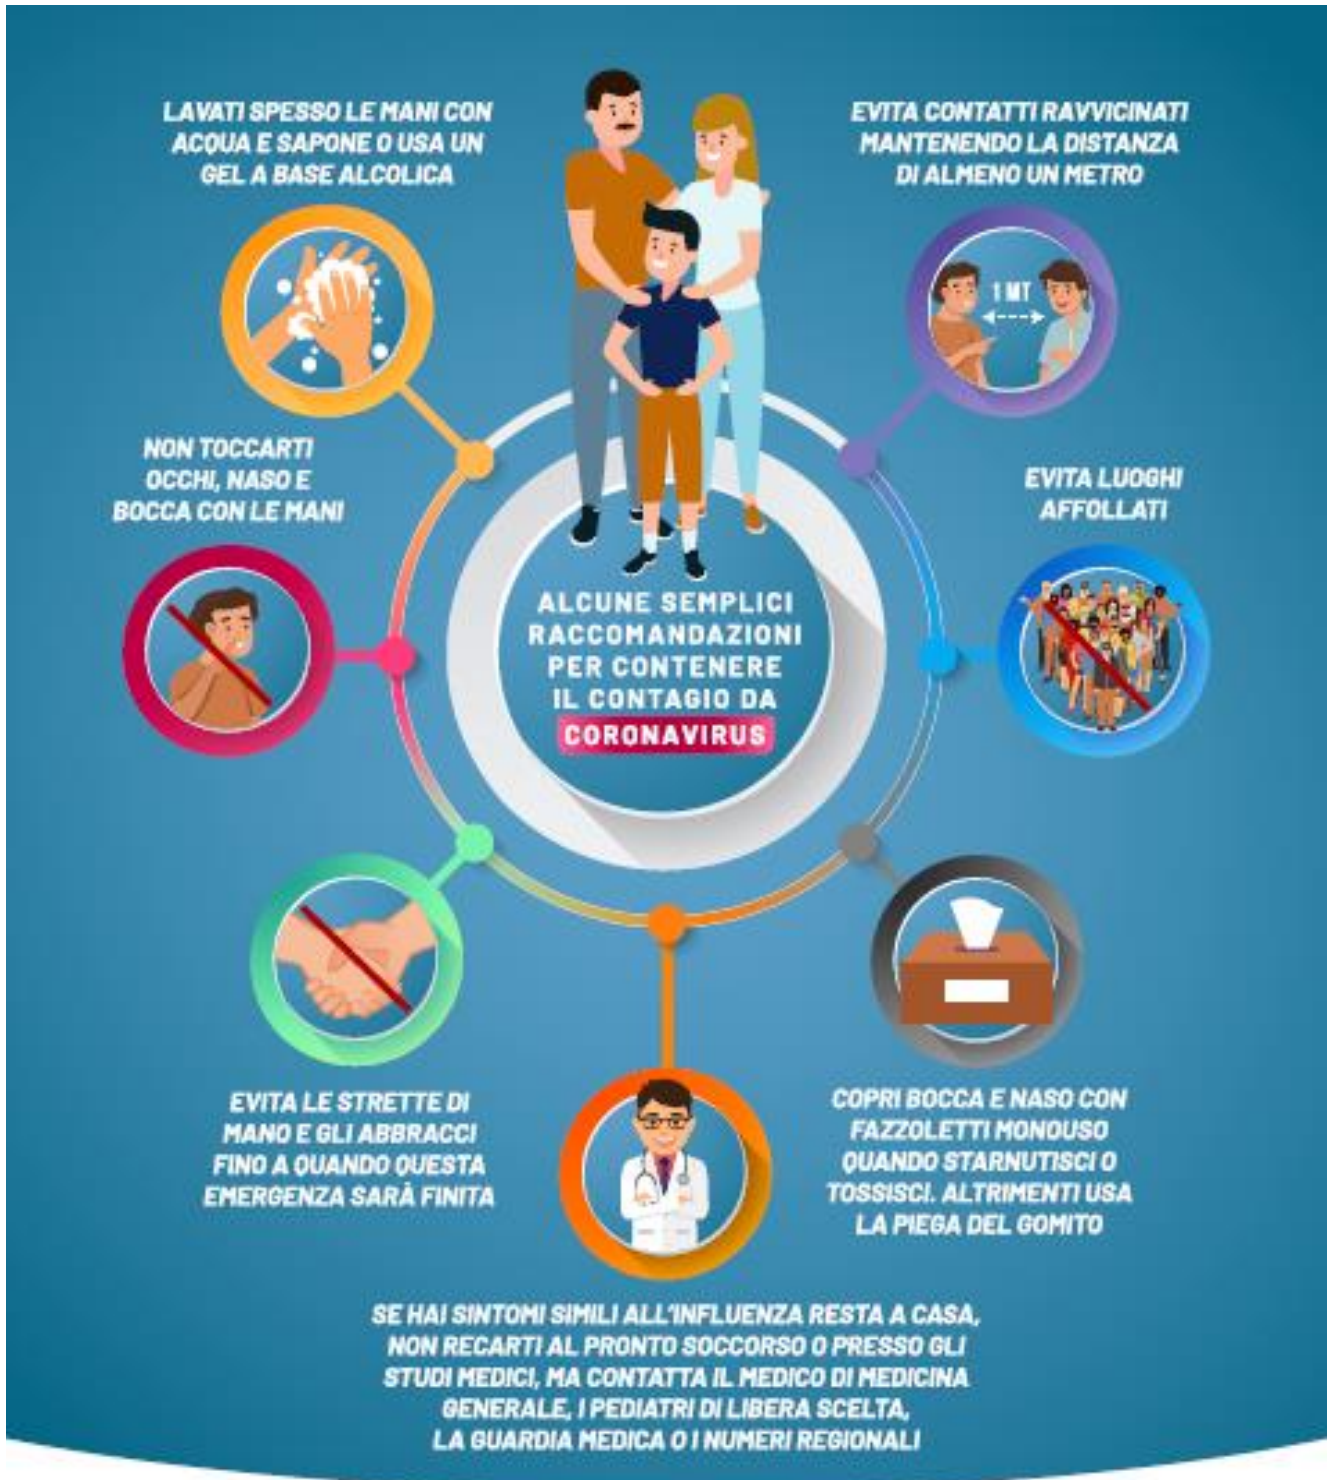 LAVATI SPESSO LE MANI CON
ACQUA E SAPONE O USA UN
GEL A BASE ALCOLICA
EVITA CONTATTI RAVVICINATI
MANTENENDO LA DISTANZA
DI ALMENO UN METRO
1 MT
NON TOCCARTI
OCCHI, NASO E
BOCCA CON LE MANI
EVITA LUOGHI
AFFOLLATI
ALCUNE SEMPLICI
RACCOMANDAZIONI
PER CONTENERE
IL CONTAGIO DA
CORONAVIRUS
EVITA LE STRETTE DI
MANO E GLI ABBRACCI
FINO A QUANDO QUESTA
EMERGENZA SARÀ FINITA
COPRI BOCCA E NASO CON
FAZZOLETTI MONOUSO
QUANDO STARNUTISCI O
TOSSISCI. ALTRIMENTI USA
LA PIEGA DEL GOMITO
SE HAI SINTOMI SIMILI ALL'INFLUENZA RESTA A CASA,
NON RECARTI AL PRONTO SOCCORSO O PRESSO GLI
STUDI MEDICI, MA CONTATTA IL MEDICO DI MEDICINA
GENERALE, I PEDIATRI DI LIBERA SCELTA,
LA GUARDIA MEDICA O I NUMERI REGIONALI